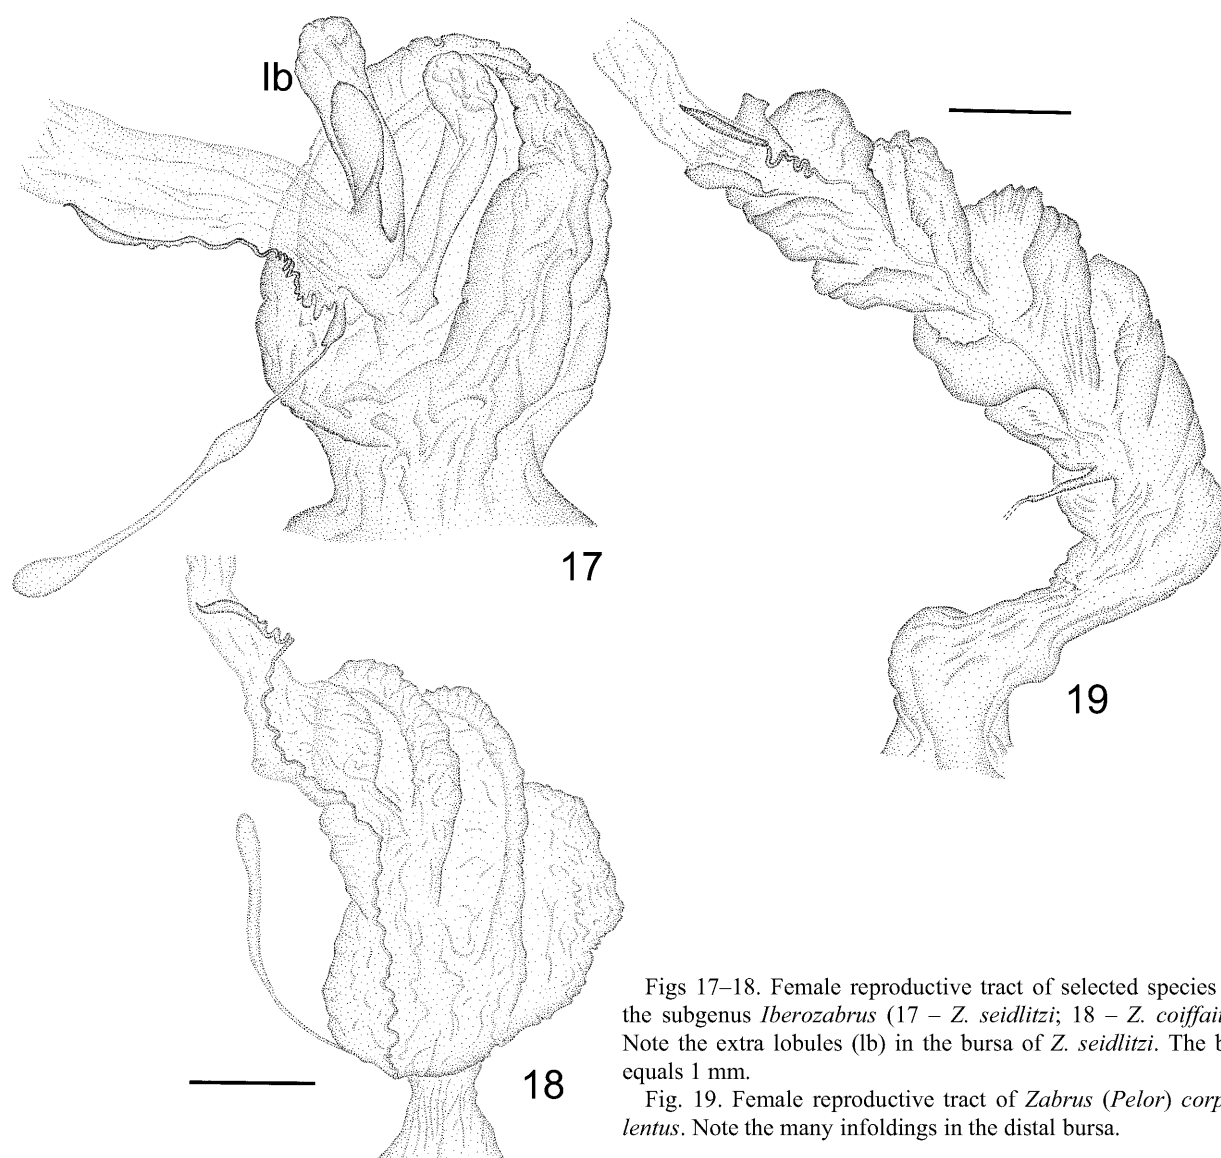 lb
17
19
18
Figs 17–18. Female reproductive tract of selected species
the subgenus Iberozabrus (17 – Z. seidlitzi; 18 – Z.
Note the extra lobules (lb) in the bursa of Z. seidlitzi. The
equals 1 mm.
Fig. 19. Female reproductive tract of Zabrus (Pelor) corp
lentus. Note the many infoldings in the distal bursa.